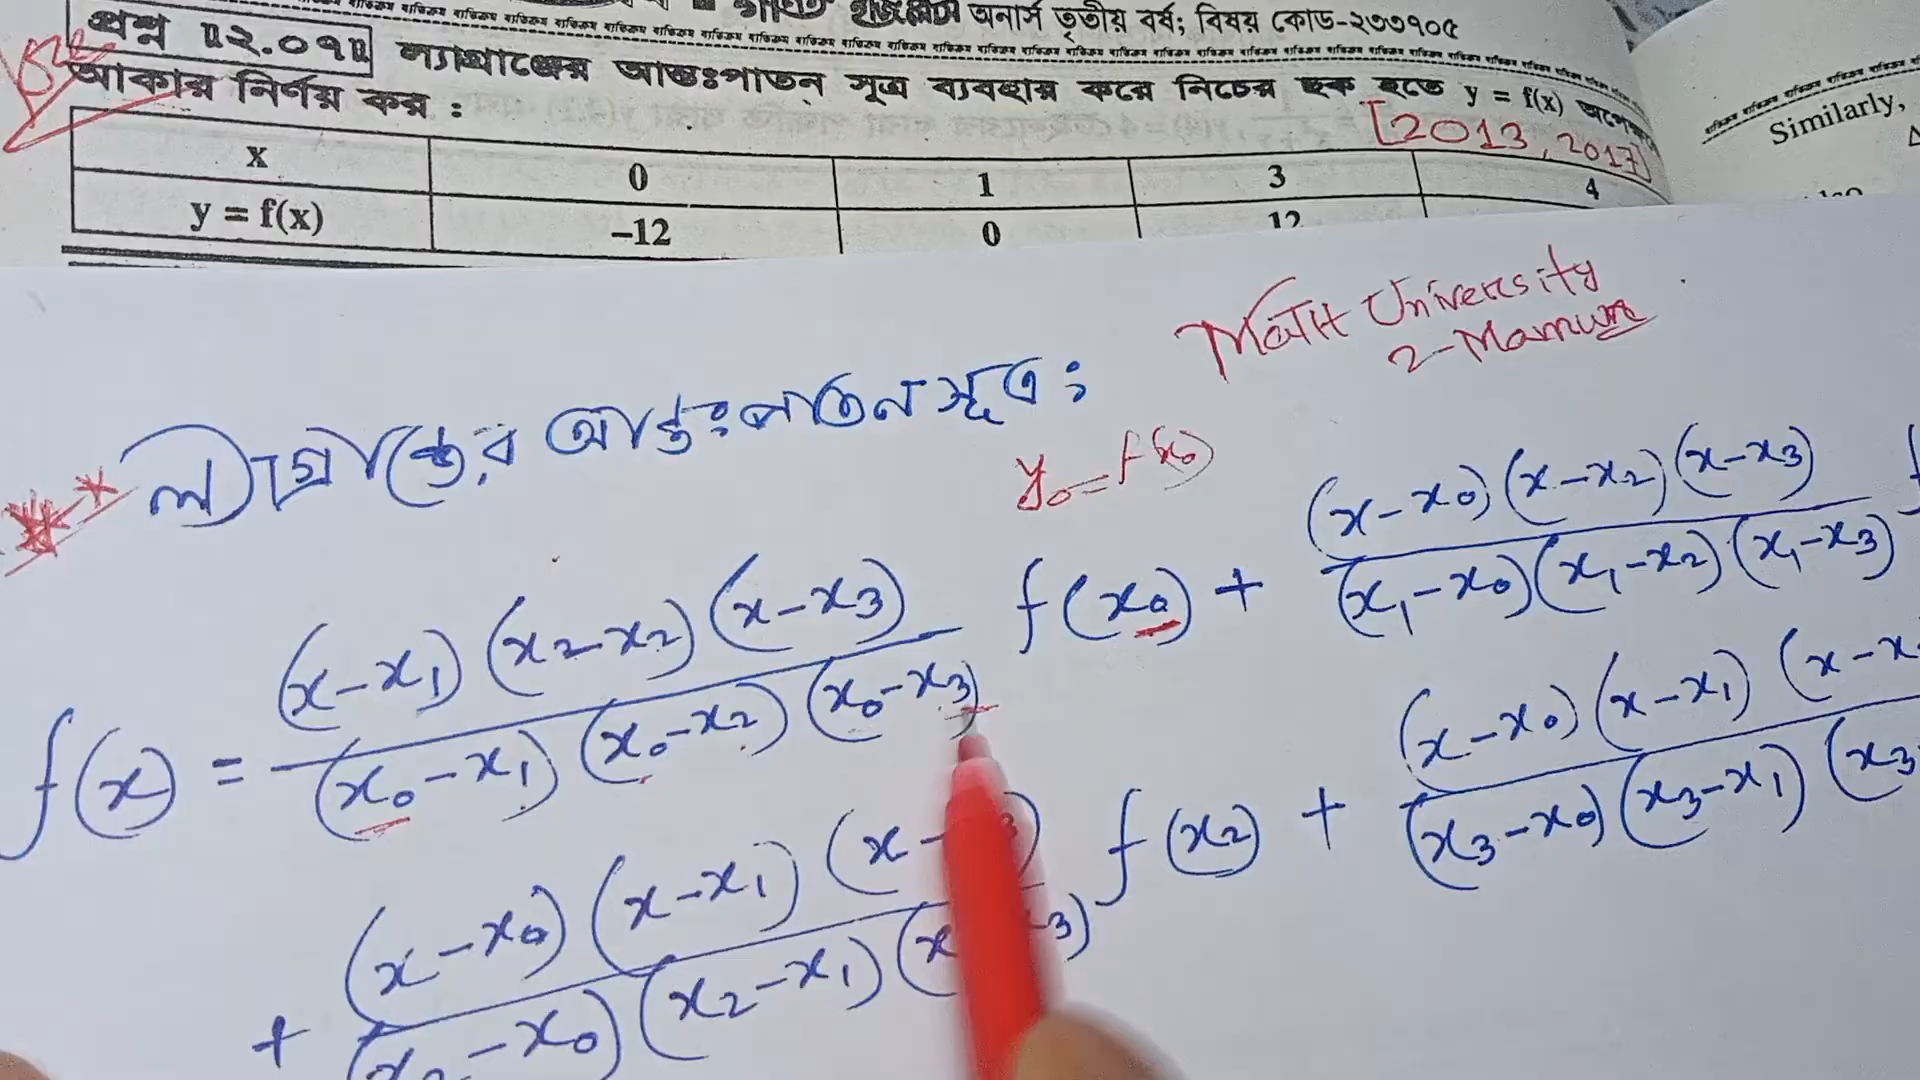 অনার্স তৃতীয় বর্ষ; বিষয় কোড-২৩৩৭০৫
প্রশ্ন ॥২.০৭॥ ল্যাগ্রাঞ্জের আন্তঃপাতন সূত্র ব্যবহার করে নিচের ছক হতে y = f(x)
আকার নির্ণয় কর :
[2013, 2017]
x 0 1 3 4
y = f(x) –12 0 12
Similarly,
Math University
2-Mamun
ল্যাগ্রাঞ্জের আন্তঃপাতন সূত্র :
y₀ = f(x₀)
f(x) = (x-x₁)(x₂-x₂)(x-x₃) / (x₀-x₁)(x₀-x₂)(x₀-x₃) f(x₀) + (x-x₀)(x-x₂)(x-x₃) / (x₁-x₀)(x₁-x₂)(x₁-x₃)
+ (x-x₀)(x-x₁)(x- / -x₀)(x₂-x₁) f(x₂) + (x-x₀)(x-x₁)(x-x / (x₃-x₀)(x₃-x₁)(x₃